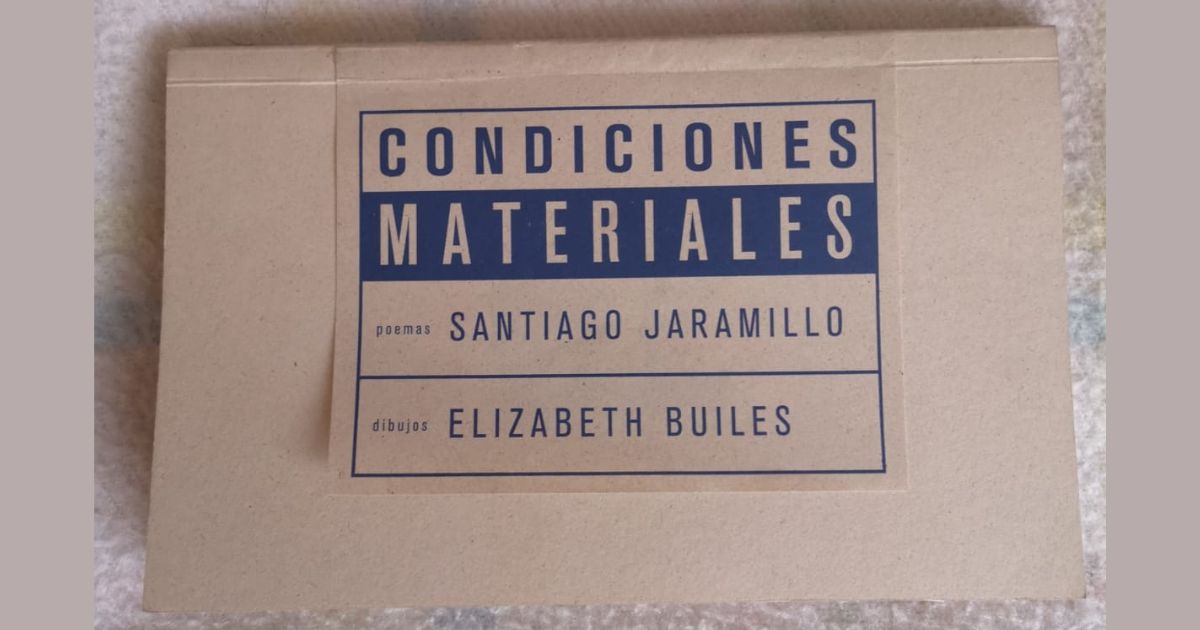 CONDICIONES
MATERIALES
poemas SANTIAGO JARAMILLO
dibujos ELIZABETH BUILES